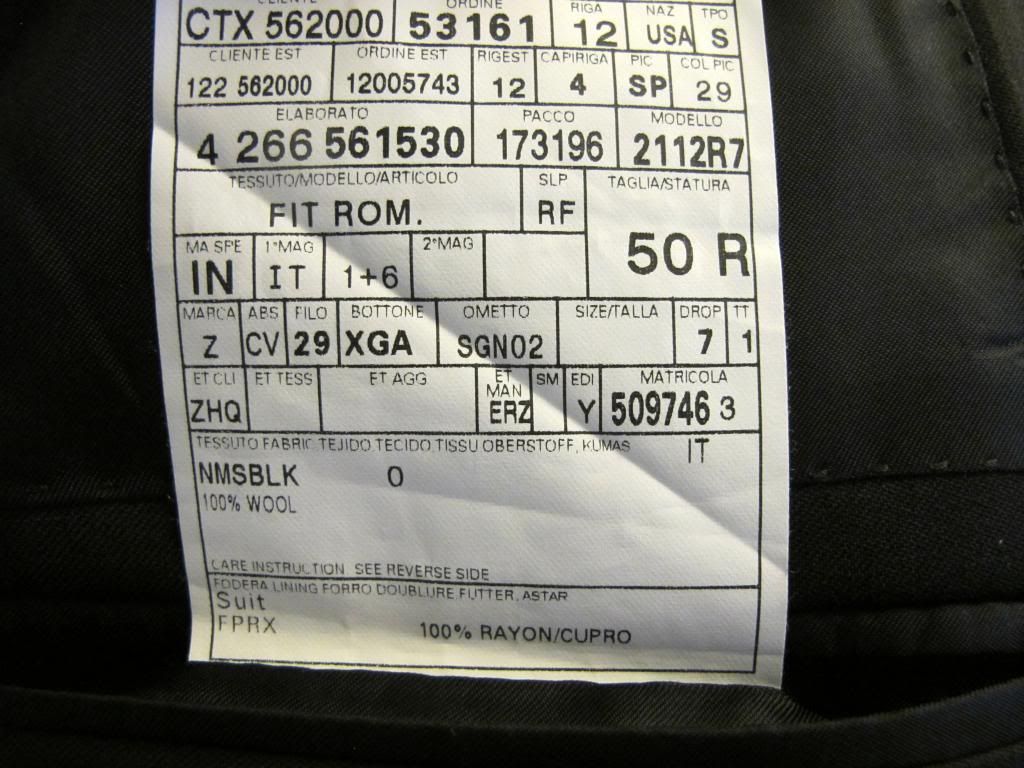 CLIENTE ORDINE RIGA NAZ TPO
CTX 562000 53161 12 USA S
CLIENTE EST ORDINE EST RIGEST CAPIRIGA PIC COL PIC
122 562000 12005743 12 4 SP 29
ELABORATO PACCO MODELLO
4 266 561530 173196 2112R7
TESSUTO/MODELLO/ARTICOLO SLP TAGLIA/STATURA
FIT ROM. RF
50 R
MA SPE 1°MAG 2°MAG
IN IT 1+6
MARCA ABS FILO BOTTONE OMETTO SIZE/TALLA DROP TT
Z CV 29 XGA SGN02 7 1
ET CLI ET TESS ET AGG ET MAN SM EDI MATRICOLA
ZHQ ERZ Y 509746 3
TESSUTO FABRIC TEJIDO TECIDO TISSU OBERSTOFF, KUMAS IT
NMSBLK 0
100% WOOL
CARE INSTRUCTION SEE REVERSE SIDE
FODERA LINING FORRO DOUBLURE FUTTER, ASTAR
Suit
FPRX 100% RAYON/CUPRO